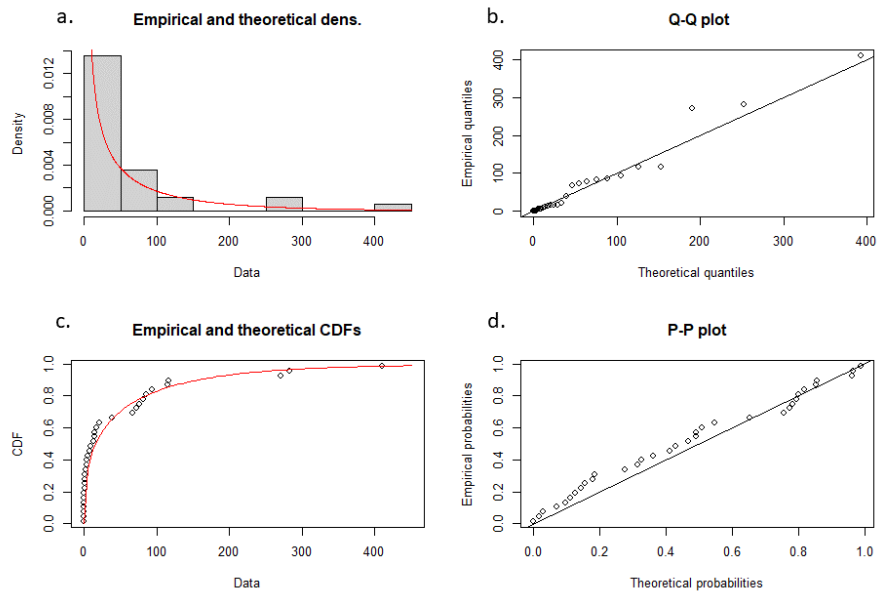 a. Empirical and theoretical dens.
Density
0.000 0.004 0.008 0.012
0 100 200 300 400
Data
b. Q-Q plot
Empirical quantiles
0 100 200 300 400
0 100 200 300 400
Theoretical quantiles
c. Empirical and theoretical CDFs
CDF
0.0 0.2 0.4 0.6 0.8 1.0
0 100 200 300 400
Data
d. P-P plot
Empirical probabilities
0.0 0.2 0.4 0.6 0.8 1.0
0.0 0.2 0.4 0.6 0.8 1.0
Theoretical probabilities